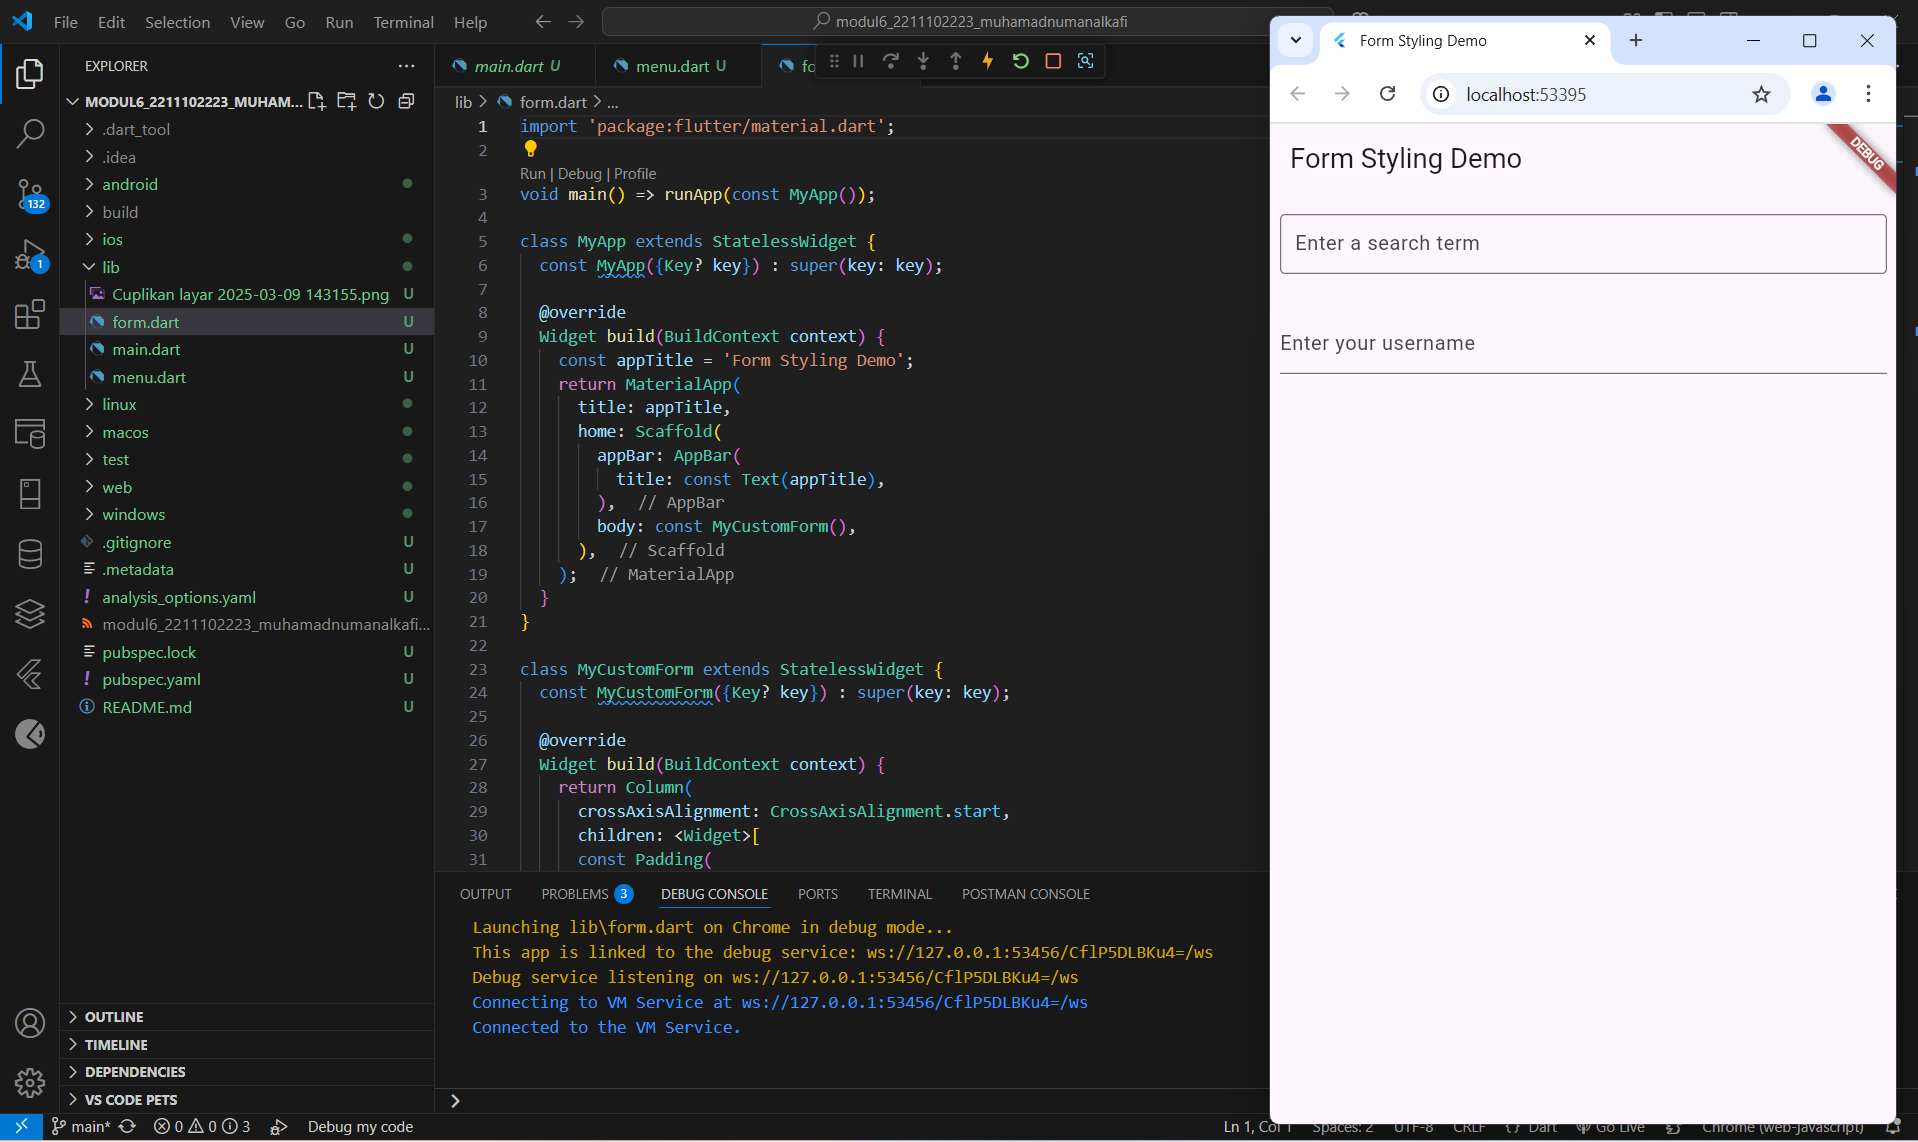 File Edit Selection View Go Run Terminal Help
modul6_2211102223_muhamadnumanalkafi
EXPLORER
MODUL6_2211102223_MUHAM...
.dart_tool
.idea
android
build
ios
lib
Cuplikan layar 2025-03-09 143155.png U
form.dart U
main.dart U
menu.dart U
linux
macos
test
web
windows
.gitignore U
.metadata U
analysis_options.yaml U
modul6_2211102223_muhamadnumanalkafi...
pubspec.lock U
pubspec.yaml U
README.md U
OUTLINE
TIMELINE
DEPENDENCIES
VS CODE PETS
132
1
main.dart U
menu.dart U
lib > form.dart > ...
1 import 'package:flutter/material.dart';
2
Run | Debug | Profile
3 void main() => runApp(const MyApp());
4
5 class MyApp extends StatelessWidget {
6 const MyApp({Key? key}) : super(key: key);
7
8 @override
9 Widget build(BuildContext context) {
10 const appTitle = 'Form Styling Demo';
11 return MaterialApp(
12 title: appTitle,
13 home: Scaffold(
14 appBar: AppBar(
15 title: const Text(appTitle),
16 ), // AppBar
17 body: const MyCustomForm(),
18 ), // Scaffold
19 ); // MaterialApp
20 }
21 }
22
23 class MyCustomForm extends StatelessWidget {
24 const MyCustomForm({Key? key}) : super(key: key);
25
26 @override
27 Widget build(BuildContext context) {
28 return Column(
29 crossAxisAlignment: CrossAxisAlignment.start,
30 children: <Widget>[
31 const Padding(
OUTPUT PROBLEMS 3 DEBUG CONSOLE PORTS TERMINAL POSTMAN CONSOLE
Launching lib\form.dart on Chrome in debug mode...
This app is linked to the debug service: ws://127.0.0.1:53456/CflP5DLBKu4=/ws
Debug service listening on ws://127.0.0.1:53456/CflP5DLBKu4=/ws
Connecting to VM Service at ws://127.0.0.1:53456/CflP5DLBKu4=/ws
Connected to the VM Service.
>
main* 0 0 3 Debug my code
Ln 1, Col 1 Spaces: 2 UTF-8 CRLF {} Dart Go Live Chrome (web-javascript)
Form Styling Demo
localhost:53395
Form Styling Demo
DEBUG
Enter a search term
Enter your username